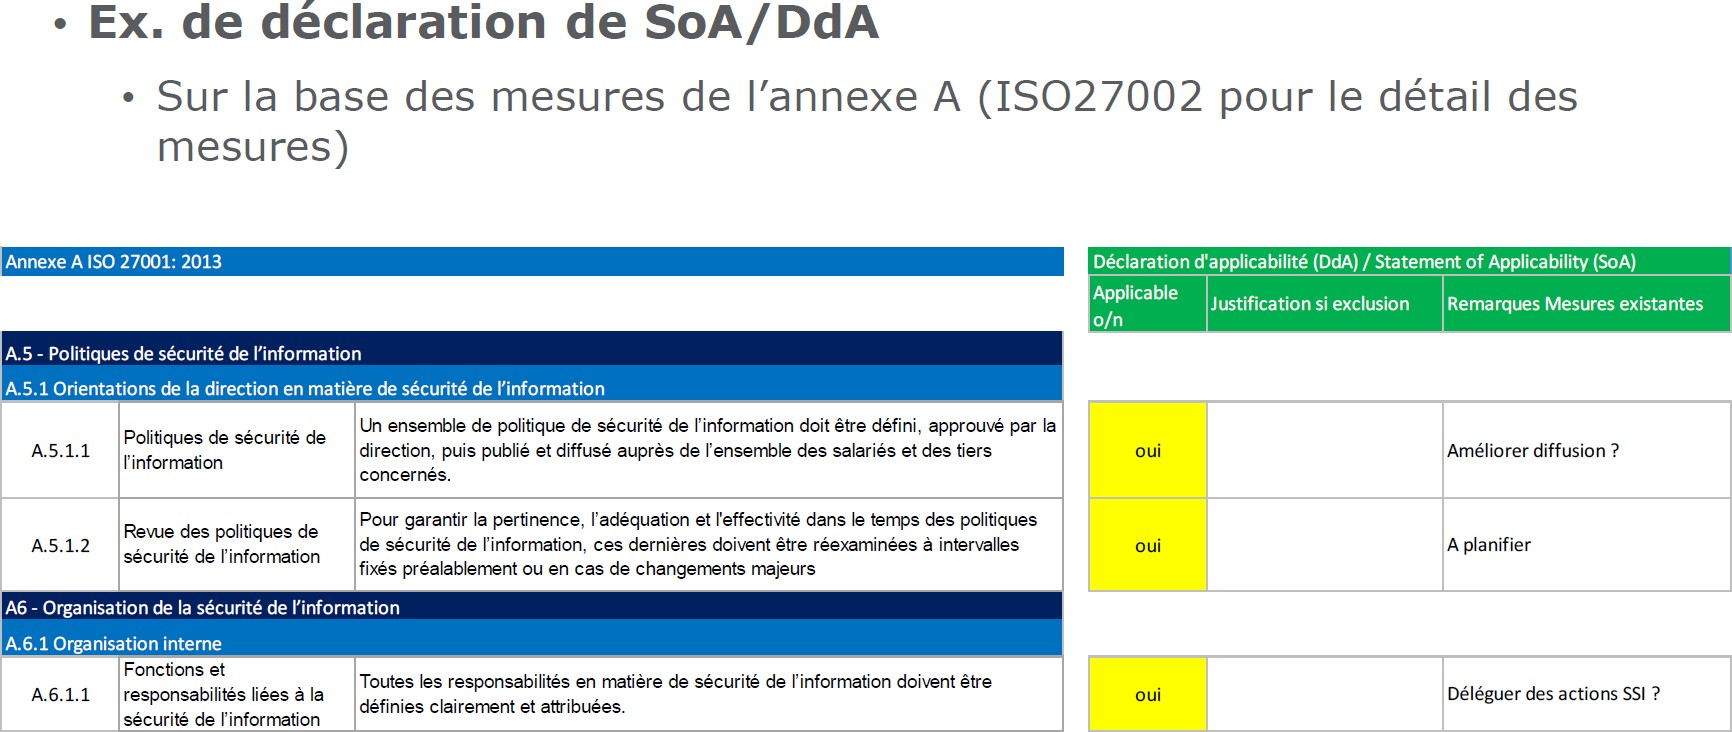 • Ex. de déclaration de SoA/DdA
• Sur la base des mesures de l’annexe A (ISO27002 pour le détail des
mesures)
Annexe A ISO 27001: 2013
Déclaration d'applicabilité (DdA) / Statement of Applicability (SoA)
Applicable
o/n
Justification si exclusion
Remarques Mesures existantes
A.5 - Politiques de sécurité de l’information
A.5.1 Orientations de la direction en matière de sécurité de l’information
A.5.1.1
Politiques de sécurité de
l’information
Un ensemble de politique de sécurité de l’information doit être défini, approuvé par la
direction, puis publié et diffusé auprès de l’ensemble des salariés et des tiers
concernés.
oui
Améliorer diffusion ?
A.5.1.2
Revue des politiques de
sécurité de l’information
Pour garantir la pertinence, l’adéquation et l'effectivité dans le temps des politiques
de sécurité de l’information, ces dernières doivent être réexaminées à intervalles
fixés préalablement ou en cas de changements majeurs
oui
A planifier
A6 - Organisation de la sécurité de l’information
A.6.1 Organisation interne
A.6.1.1
Fonctions et
responsabilités liées à la
sécurité de l’information
Toutes les responsabilités en matière de sécurité de l’information doivent être
définies clairement et attribuées.
oui
Déléguer des actions SSI ?